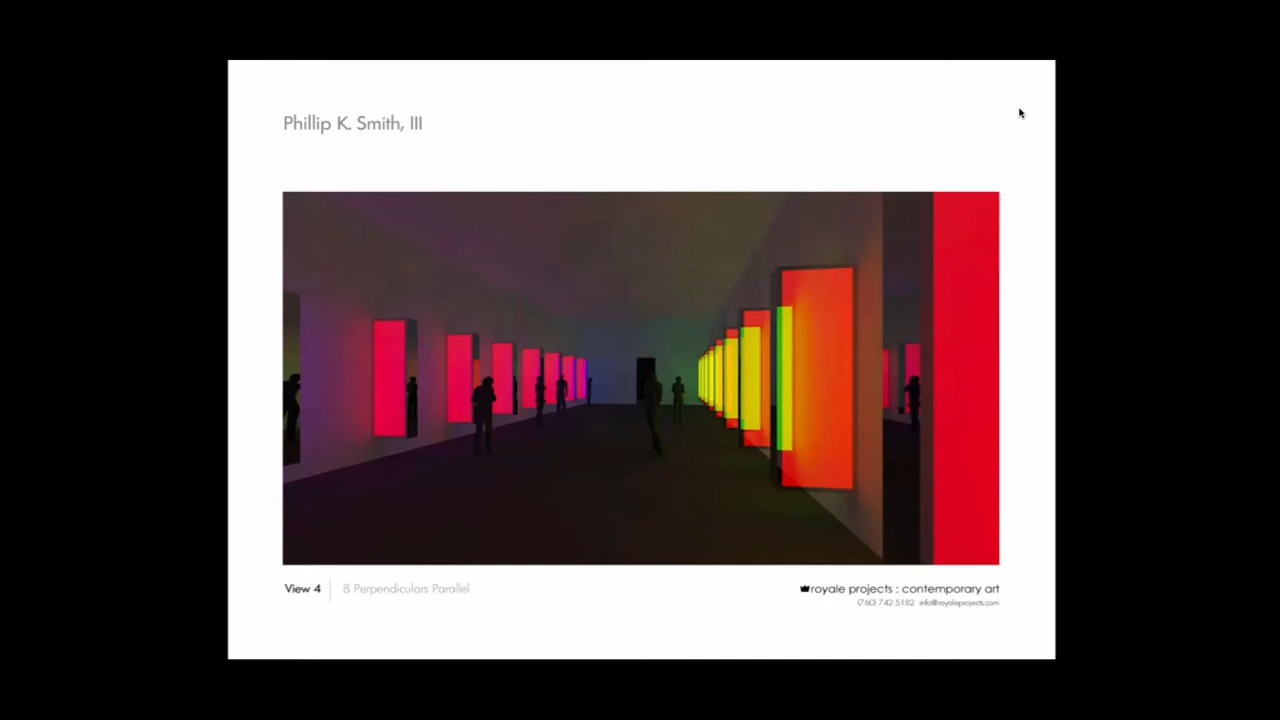 Phillip K. Smith, III
View 4 | 8 Perpendiculars Parallel
royale projects : contemporary art
(760) 742-5182 info@royaleprojects.com